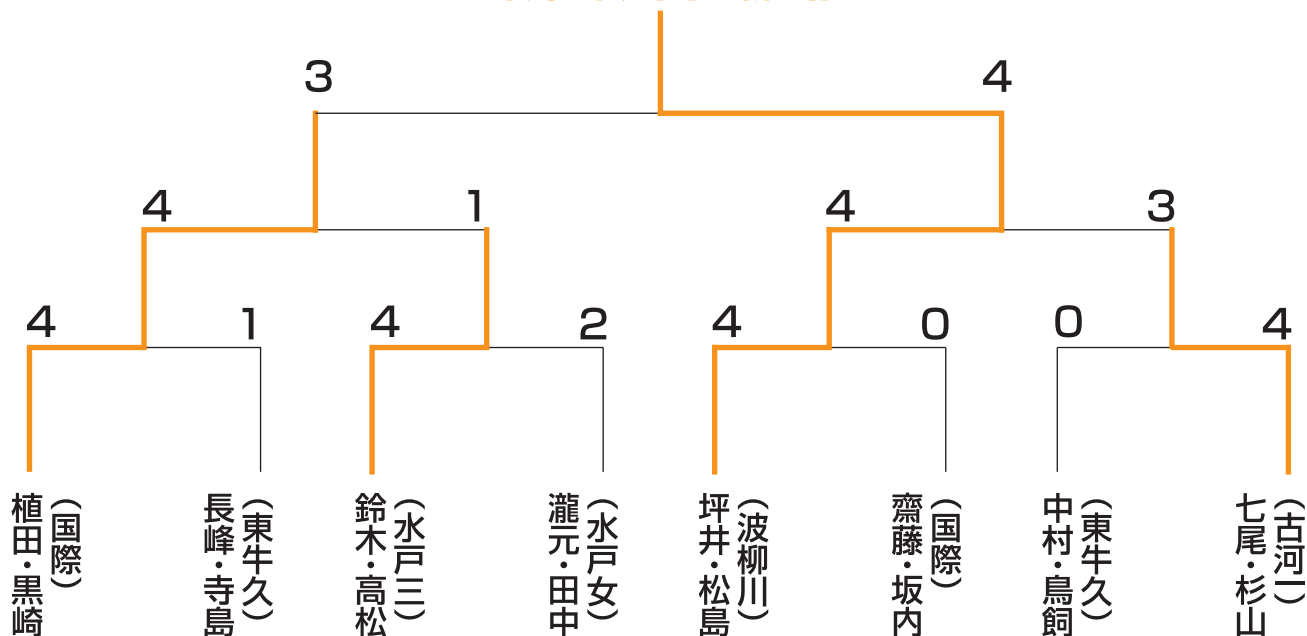 3
4
4
1
4
3
4
1
4
2
4
0
0
4
植田・黒崎
（国際）
長峰・寺島
（東牛久）
鈴木・高松
（水戸三）
瀧元・田中
（水戸女）
坪井・松島
（波柳川）
齋藤・坂内
（国際）
中村・鳥飼
（東牛久）
七尾・杉山
（古河一）